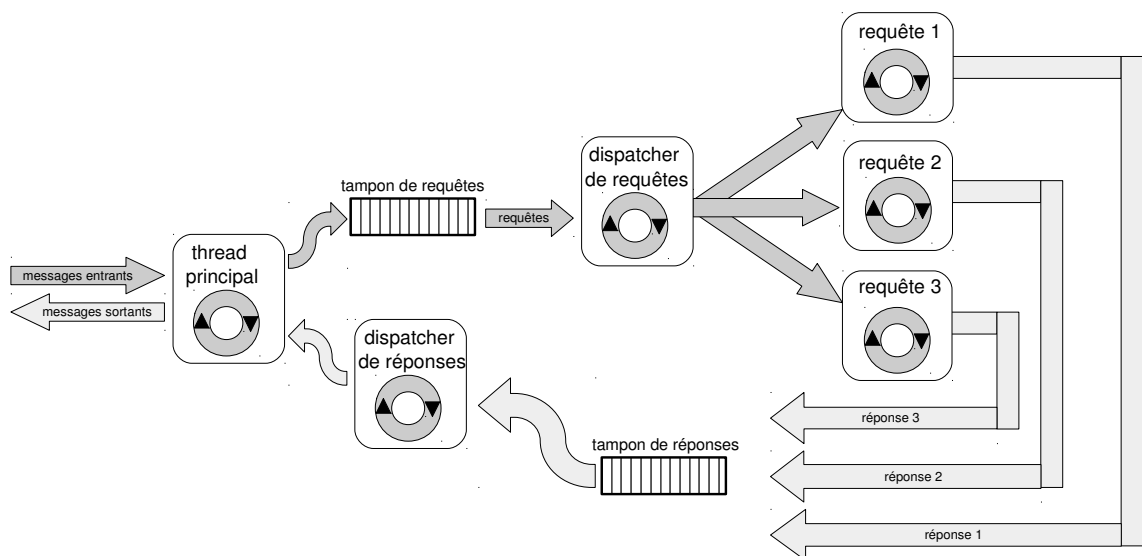 requête 1
dispatcher
de requêtes
requête 2
tampon de requêtes
requêtes
thread
principal
messages entrants
messages sortants
requête 3
dispatcher
de réponses
réponse 3
tampon de réponses
réponse 2
réponse 1